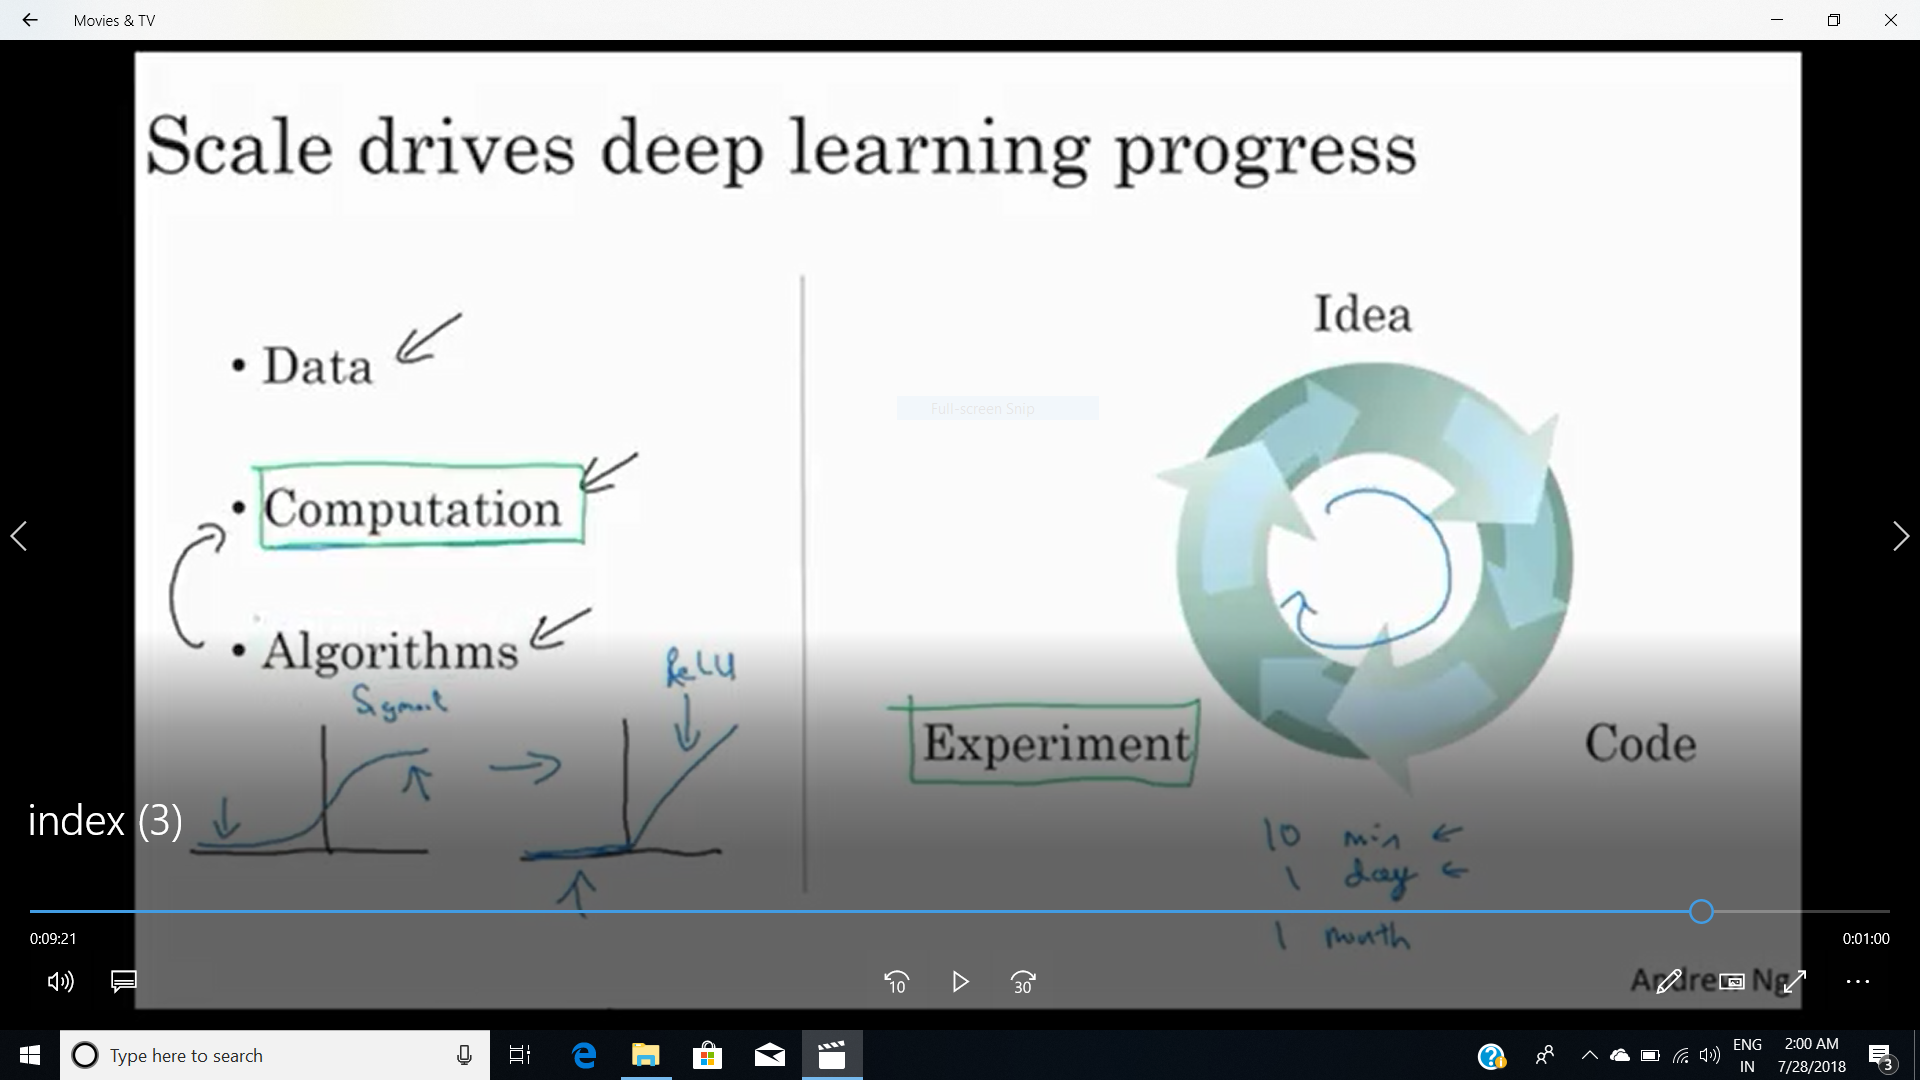 Movies & TV
Scale drives deep learning progress
• Data
• Computation
• Algorithms
Sigmoid
ReLU
Full-screen Snip
Idea
Experiment
Code
10 min
1 day
1 month
Andrew Ng
index (3)
0:09:21
0:01:00
10
30
Type here to search
ENG
IN
2:00 AM
7/28/2018
3